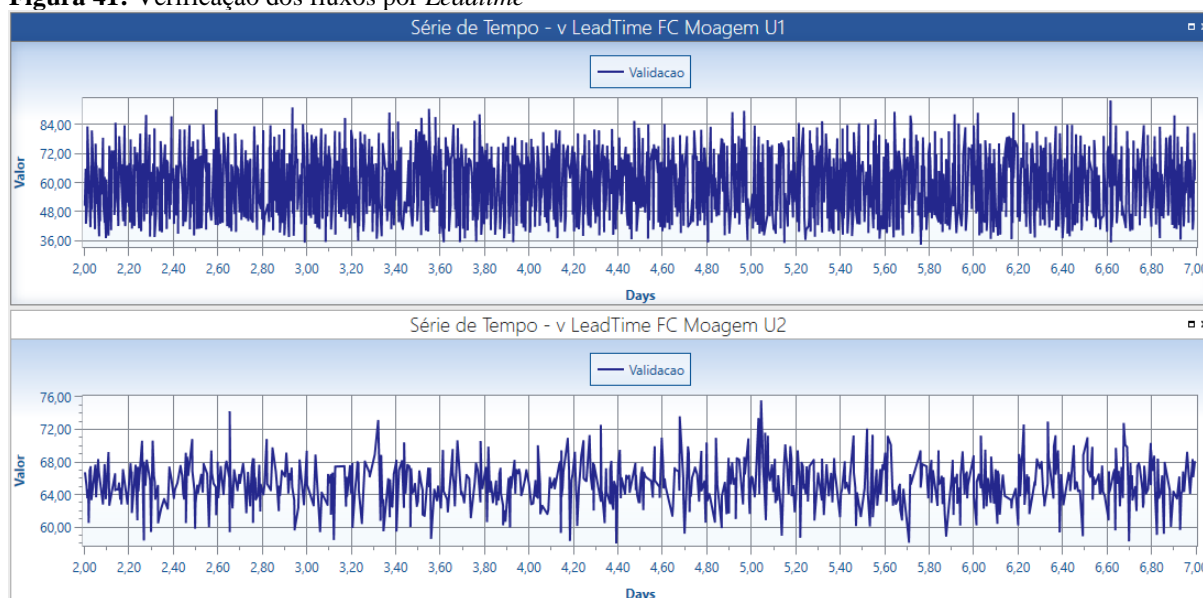 Figura 41: Verificação dos fluxos por Leadtime
Série de Tempo - v LeadTime FC Moagem U1
Validacao
84,00
72,00
60,00
48,00
36,00
Valor
2,00 2,20 2,40 2,60 2,80 3,00 3,20 3,40 3,60 3,80 4,00 4,20 4,40 4,60 4,80 5,00 5,20 5,40 5,60 5,80 6,00 6,20 6,40 6,60 6,80 7,00
Days
Série de Tempo - v LeadTime FC Moagem U2
Validacao
76,00
72,00
68,00
64,00
60,00
Valor
2,00 2,20 2,40 2,60 2,80 3,00 3,20 3,40 3,60 3,80 4,00 4,20 4,40 4,60 4,80 5,00 5,20 5,40 5,60 5,80 6,00 6,20 6,40 6,60 6,80 7,00
Days